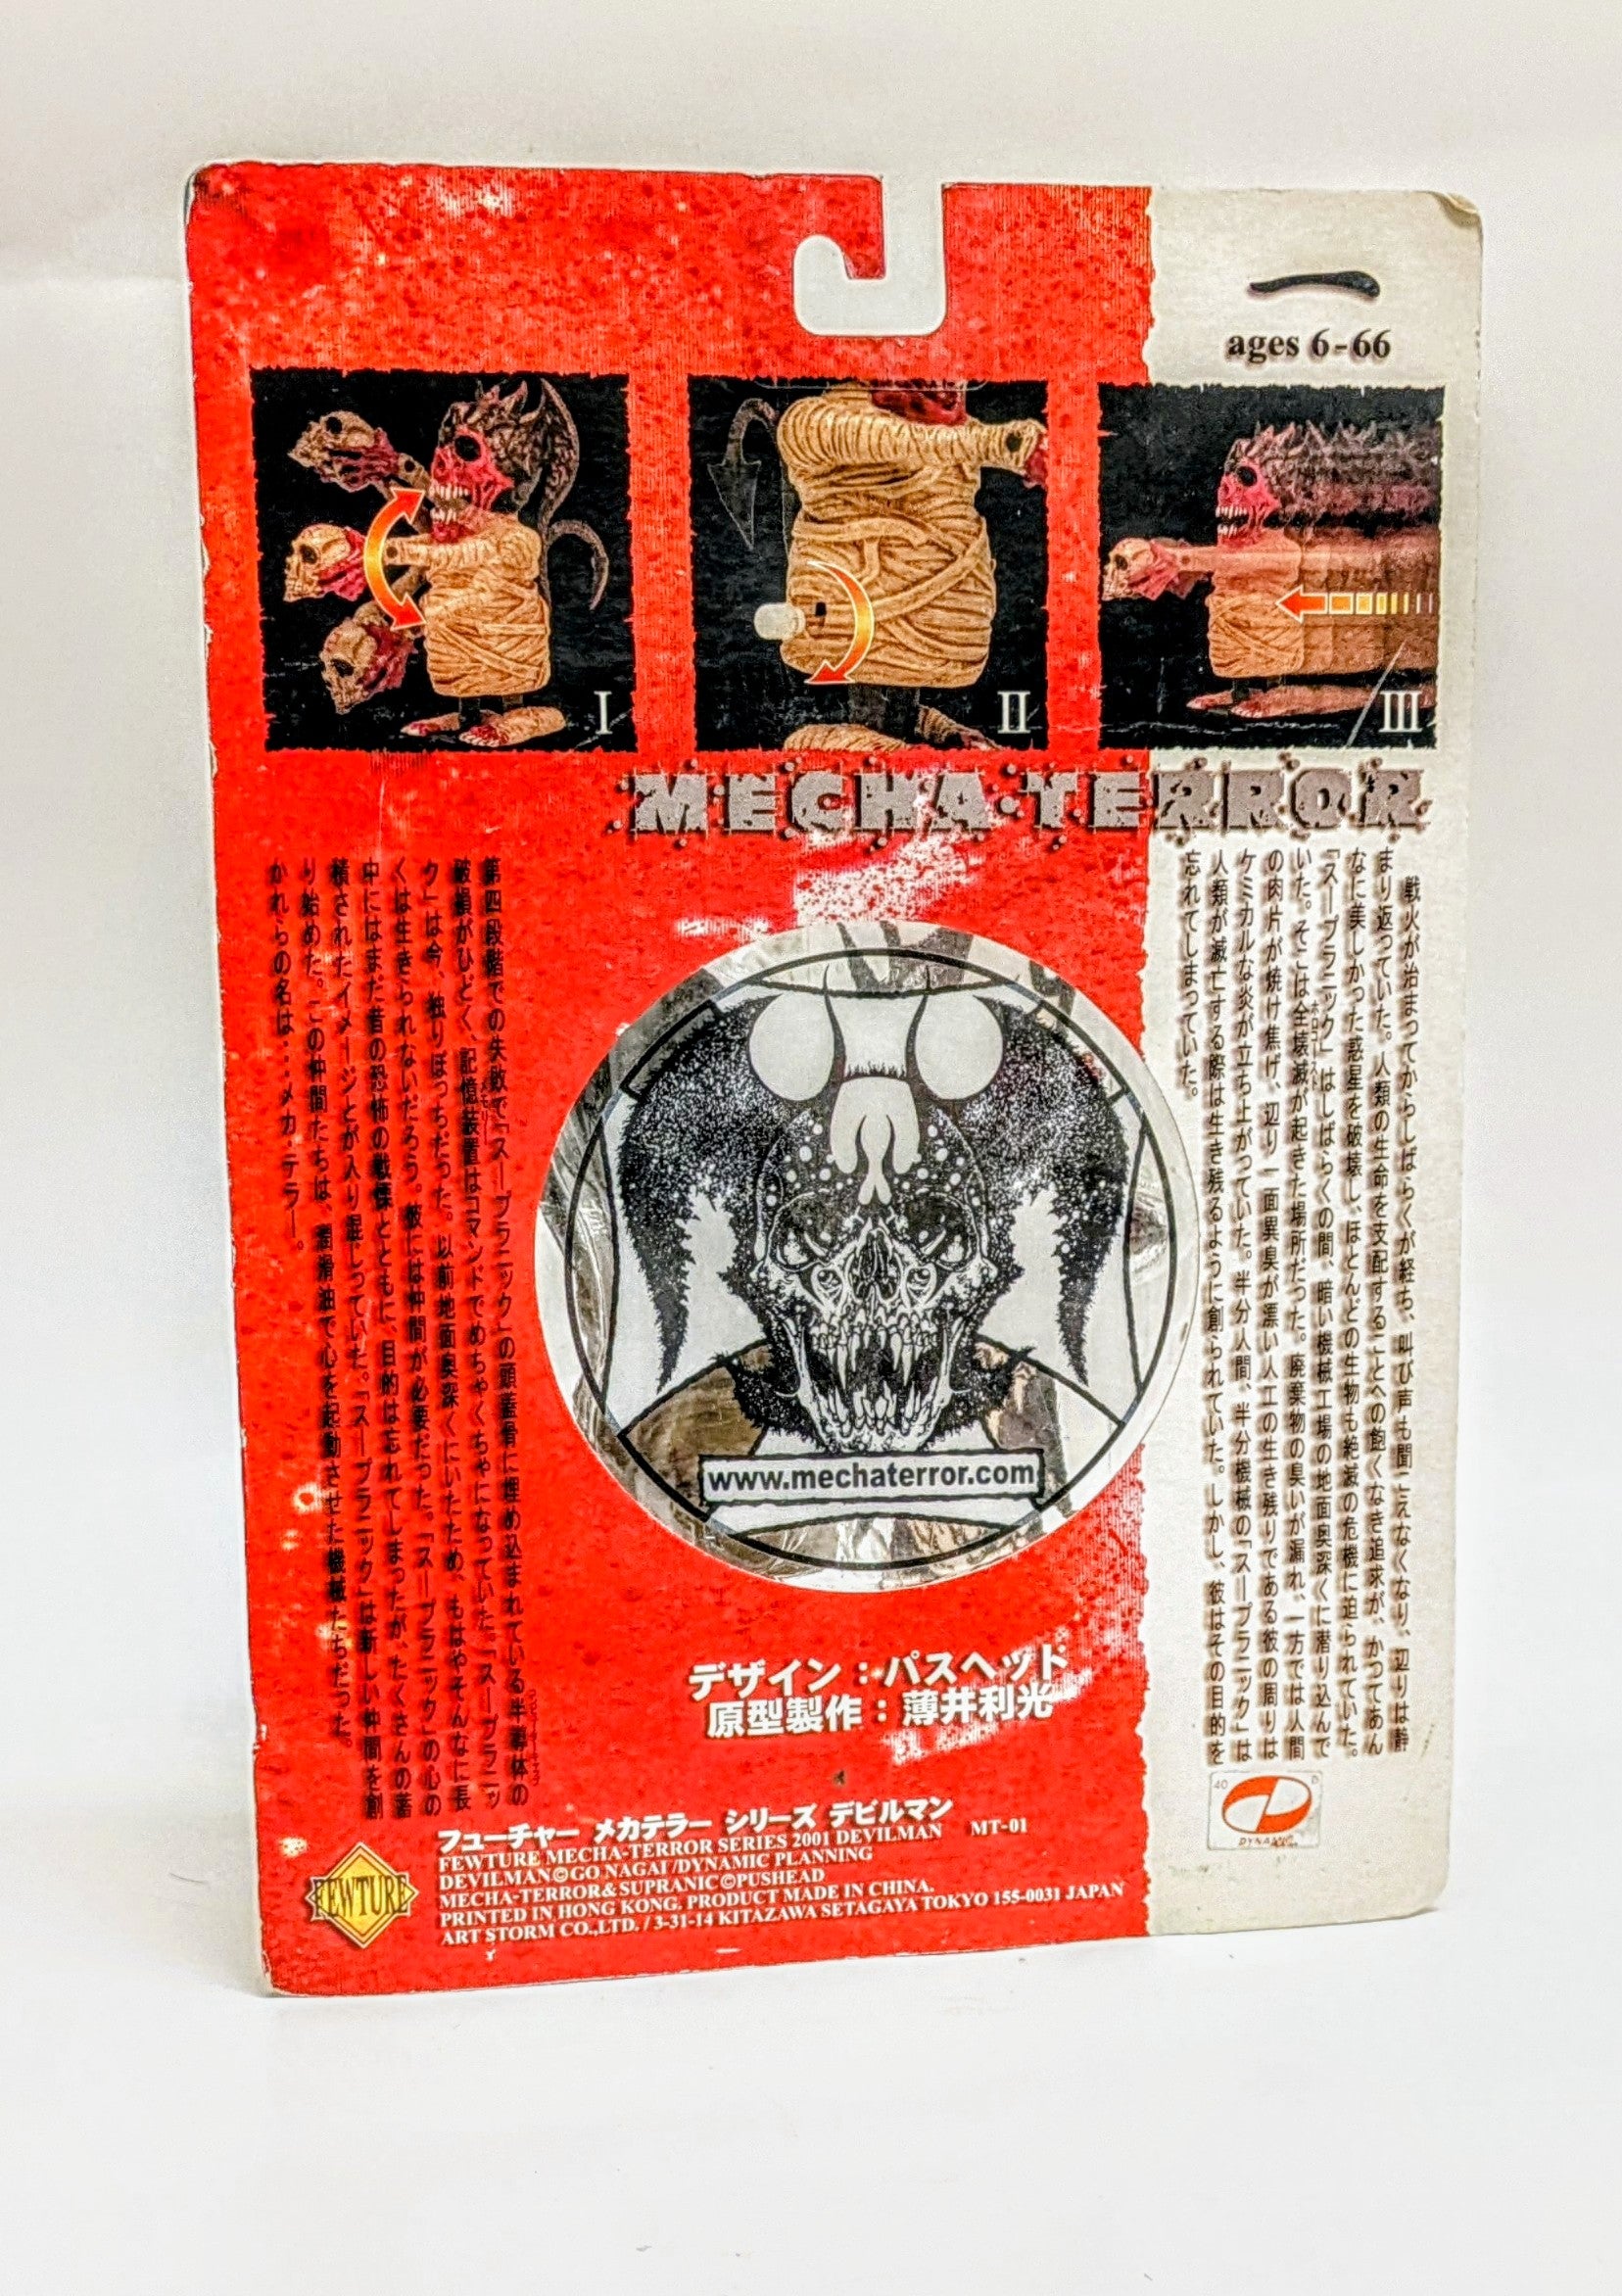 ages 6-66
I
II
III
MECHA·TERROR
戦火が治まってからしばらくが経ち、叫び声も聞こえなくなり、辺りは静
まり返っていた。人類の生命を支配することへの飽くなき追求が、かつてあん
なに美しかった惑星を破壊し、ほとんどの生物も絶滅の危機に迫られていた。
「スープラニック」はしばらくの間、暗い機械工場の地面奥深くに潜り込んで
いた。そこは全壊滅が起きた場所だった。廃棄物の臭いが漏れ、一方では人間
ホロコースト
の肉片が焼け焦げ、辺り一面異臭が漂い人工の生き残りである彼の周りは
ケミカルな炎が立ち上がっていた。半分人間、半分機械の「スープラニック」は
人類が滅亡する際は生き残るように創られていた。しかし、彼はその目的を
忘れてしまっていた。
第四段階での失敗で「スープラニック」の頭蓋骨に埋め込まれている半導体の
破損がひどく、記憶装置はコマンドでめちゃくちゃになっていた。「スープラニッ
メモリー
ク」は今、独りぼっちだった。以前地面奥深くにいたため、もはやそんなに長
くは生きられないだろう。彼には仲間が必要だった。「スープラニック」の心の
中にはまだ昔の恐怖の戦慄とともに、目的は忘れてしまったが、たくさんの蓄
積されたイメージとが入り混じっていた。「スープラニック」は新しい仲間を創
り始めた。この仲間たちは、潤滑油で心を起動させた機械たちだった。
かれらの名は・・・メカ・テラー。
www.mechaterror.com
デザイン：パスヘッド
原型製作：薄井利光
フューチャー メカテラー シリーズ デビルマン
FEWTURE MECHA-TERROR SERIES 2001 DEVILMAN MT-01
DEVILMAN©GO NAGAI/DYNAMIC PLANNING
MECHA-TERROR&SUPRANIC©PUSHEAD
PRINTED IN HONG KONG. PRODUCT MADE IN CHINA.
ART STORM CO.,LTD. / 3-31-14 KITAZAWA SETAGAYA TOKYO 155-0031 JAPAN
FEWTURE
40
DYNAMIC